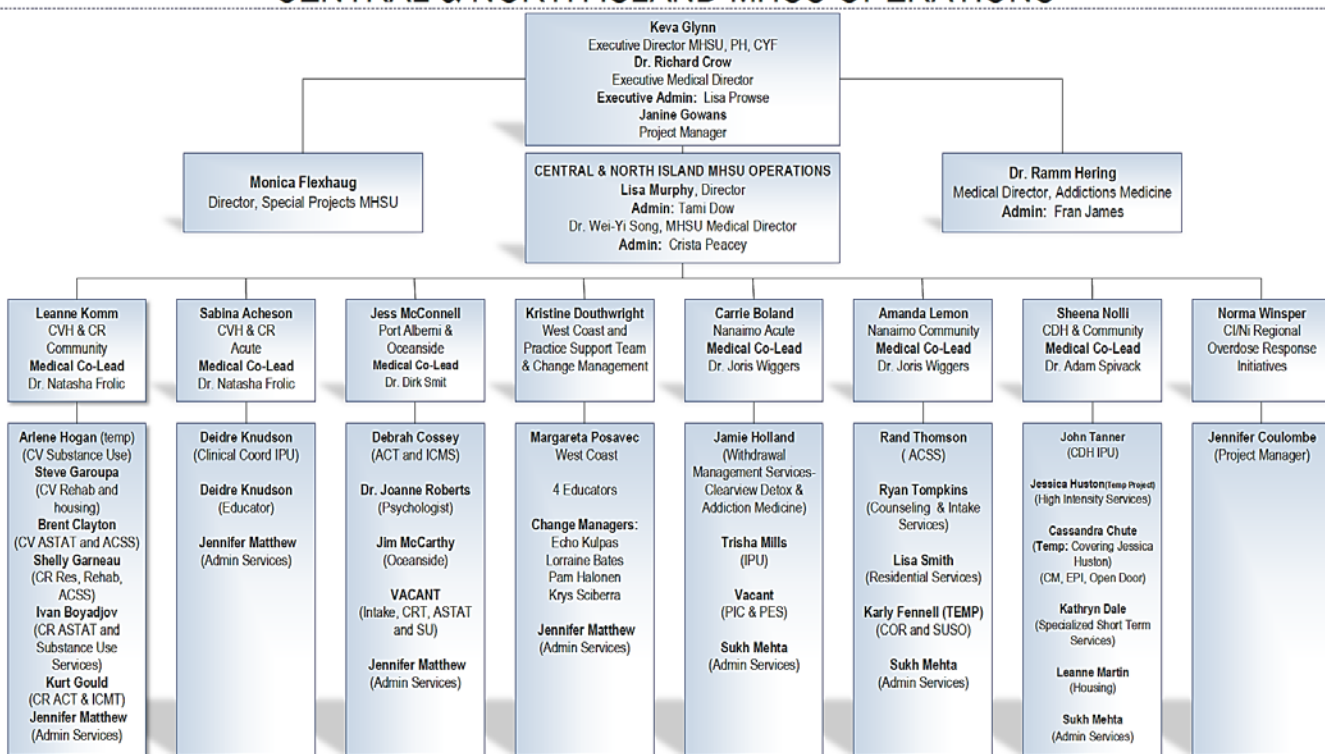 CENTRAL & NORTH ISLAND MHSU OPERATIONS
Keva Glynn
Executive Director MHSU, PH, CYF
Dr. Richard Crow
Executive Medical Director
Executive Admin: Lisa Prowse
Janine Gowans
Project Manager
Monica Flexhaug
Director, Special Projects MHSU
CENTRAL & NORTH ISLAND MHSU OPERATIONS
Lisa Murphy, Director
Admin: Tami Dow
Dr. Wei-Yi Song, MHSU Medical Director
Admin: Crista Peacey
Dr. Ramm Hering
Medical Director, Addictions Medicine
Admin: Fran James
Leanne Komm
CVH & CR
Community
Medical Co-Lead
Dr. Natasha Frolic
Sabina Acheson
CVH & CR
Acute
Medical Co-Lead
Dr. Natasha Frolic
Jess McConnell
Port Alberni &
Oceanside
Medical Co-Lead
Dr. Dirk Smit
Kristine Douthwright
West Coast and
Practice Support Team
& Change Management
Carrie Boland
Nanaimo Acute
Medical Co-Lead
Dr. Joris Wiggers
Amanda Lemon
Nanaimo Community
Medical Co-Lead
Dr. Joris Wiggers
Sheena Nolli
CDH & Community
Medical Co-Lead
Dr. Adam Spivack
Norma Winsper
CI/Ni Regional
Overdose Response
Initiatives
Arlene Hogan (temp)
(CV Substance Use)
Steve Garoupa
(CV Rehab and
housing)
Brent Clayton
(CV ASTAT and ACSS)
Shelly Garneau
(CR Res, Rehab,
ACSS)
Ivan Boyadjov
(CR ASTAT and
Substance Use
Services)
Kurt Gould
(CR ACT & ICMT)
Jennifer Matthew
(Admin Services)
Deidre Knudson
(Clinical Coord IPU)
Deidre Knudson
(Educator)
Jennifer Matthew
(Admin Services)
Debrah Cossey
(ACT and ICMS)
Dr. Joanne Roberts
(Psychologist)
Jim McCarthy
(Oceanside)
VACANT
(Intake, CRT, ASTAT
and SU)
Jennifer Matthew
(Admin Services)
Margareta Posavec
West Coast
4 Educators
Change Managers:
Echo Kulpas
Lorraine Bates
Pam Halonen
Krys Sciberra
Jennifer Matthew
(Admin Services)
Jamie Holland
(Withdrawal
Management Services-
Clearview Detox &
Addiction Medicine)
Trisha Mills
(IPU)
Vacant
(PIC & PES)
Sukh Mehta
(Admin Services)
Rand Thomson
( ACSS)
Ryan Tompkins
(Counseling & Intake
Services)
Lisa Smith
(Residential Services)
Karly Fennell (TEMP)
(COR and SUSO)
Sukh Mehta
(Admin Services)
John Tanner
(CDH IPU)
Jessica Huston(Temp Project)
(High Intensity Services)
Cassandra Chute
(Temp: Covering Jessica
Huston)
(CM, EPI, Open Door)
Kathryn Dale
(Specialized Short Term
Services)
Leanne Martin
(Housing)
Sukh Mehta
(Admin Services)
Jennifer Coulombe
(Project Manager)